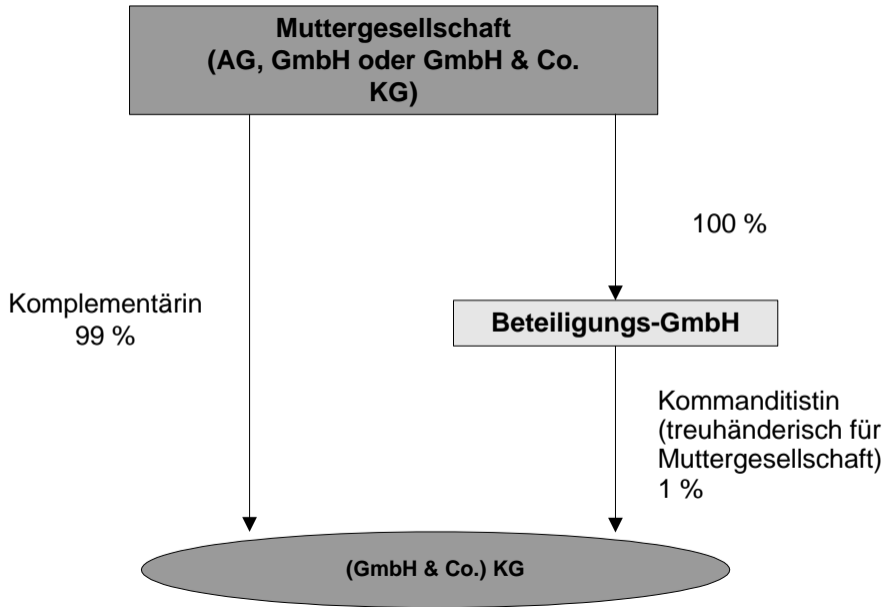 Muttergesellschaft
(AG, GmbH oder GmbH & Co.
KG)
100 %
Komplementärin
99 %
Beteiligungs-GmbH
Kommanditistin
(treuhänderisch für
Muttergesellschaft)
1 %
(GmbH & Co.) KG